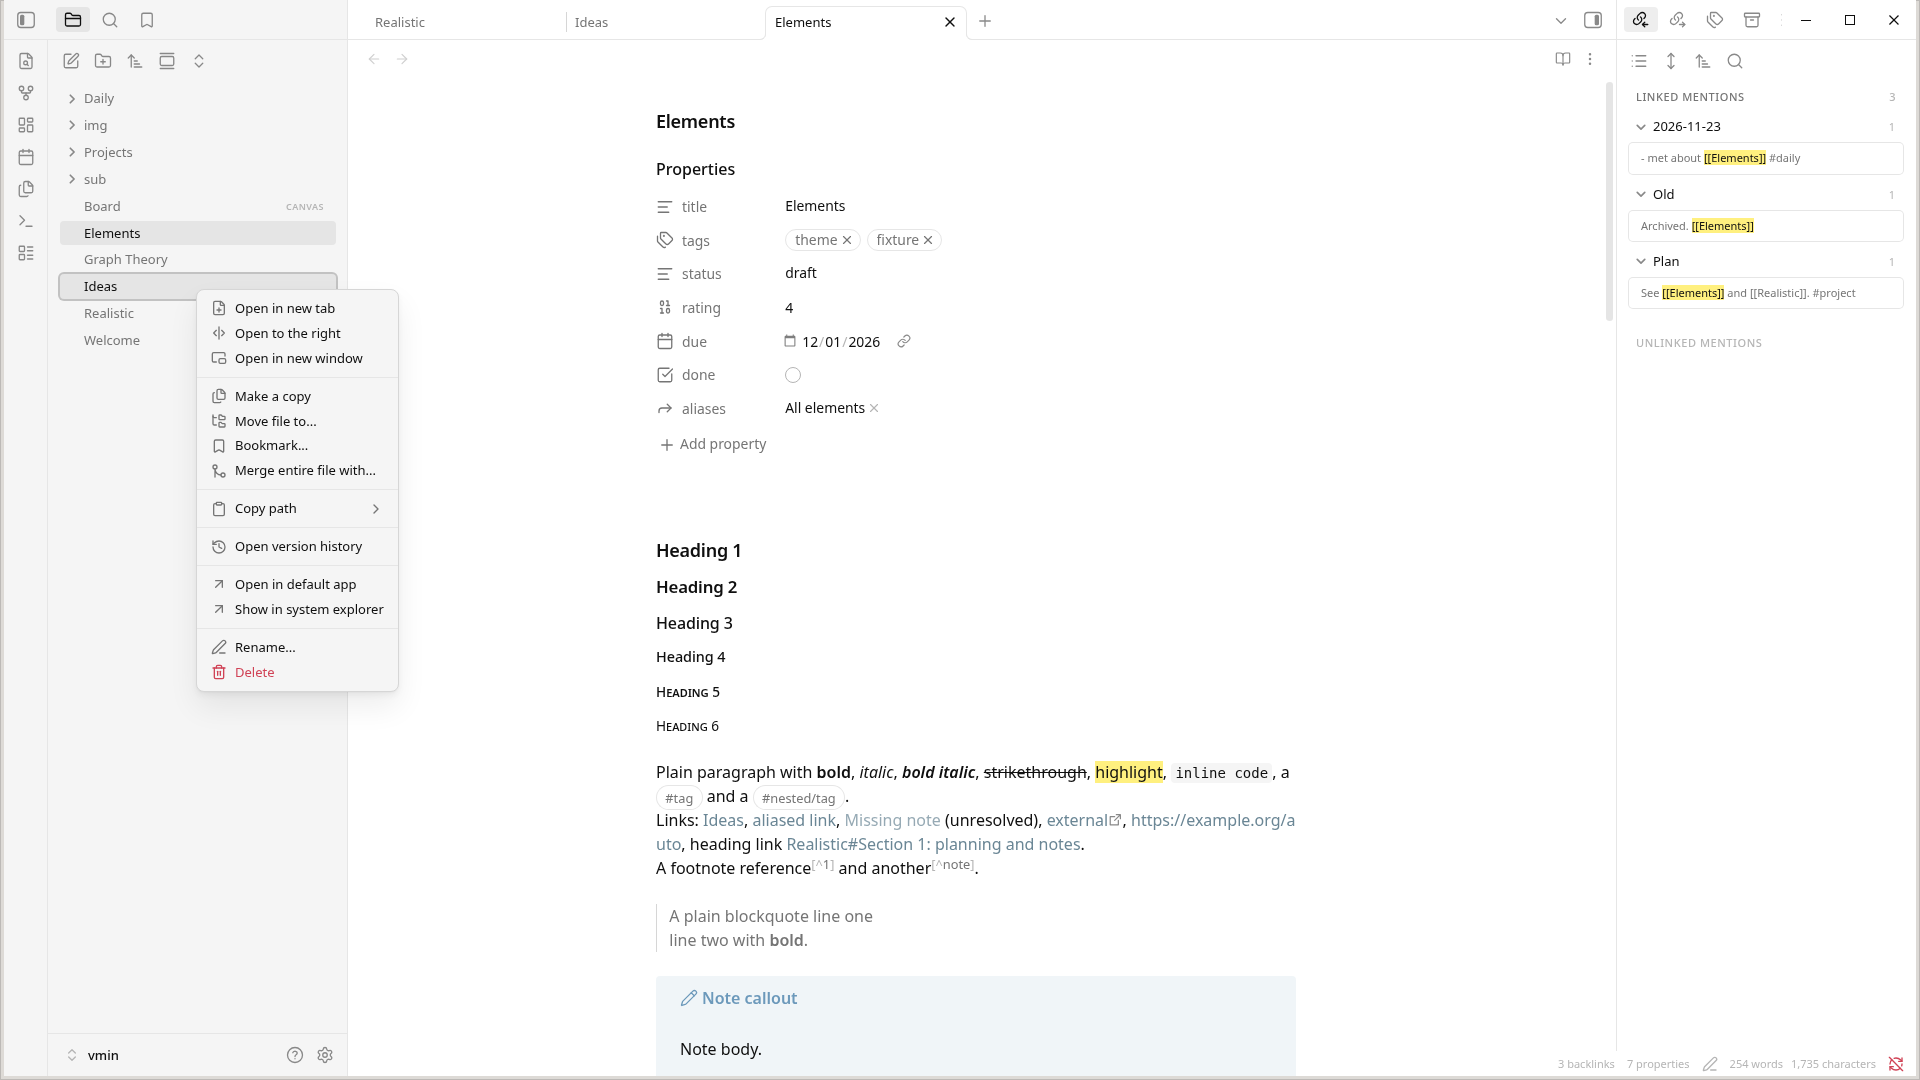 Realistic
Ideas
Elements
Daily
img
Projects
sub
Board
CANVAS
Elements
Graph Theory
Ideas
Realistic
Welcome
Open in new tab
Open to the right
Open in new window
Make a copy
Move file to...
Bookmark...
Merge entire file with...
Copy path
Open version history
Open in default app
Show in system explorer
Rename...
Delete
vmin
Elements
Properties
title
Elements
tags
theme
fixture
status
draft
rating
4
due
12/01/2026
done
aliases
All elements
Add property
Heading 1
Heading 2
Heading 3
Heading 4
Heading 5
Heading 6
Plain paragraph with bold, italic, bold italic, strikethrough, highlight, inline code, a
#tag and a #nested/tag.
Links: Ideas, aliased link, Missing note (unresolved), external, https://example.org/a
uto, heading link Realistic#Section 1: planning and notes.
A footnote reference[^1] and another[^note].
A plain blockquote line one
line two with bold.
Note callout
Note body.
LINKED MENTIONS
3
2026-11-23
1
- met about [[Elements]] #daily
Old
1
Archived. [[Elements]]
Plan
1
See [[Elements]] and [[Realistic]]. #project
UNLINKED MENTIONS
3 backlinks
7 properties
254 words
1,735 characters